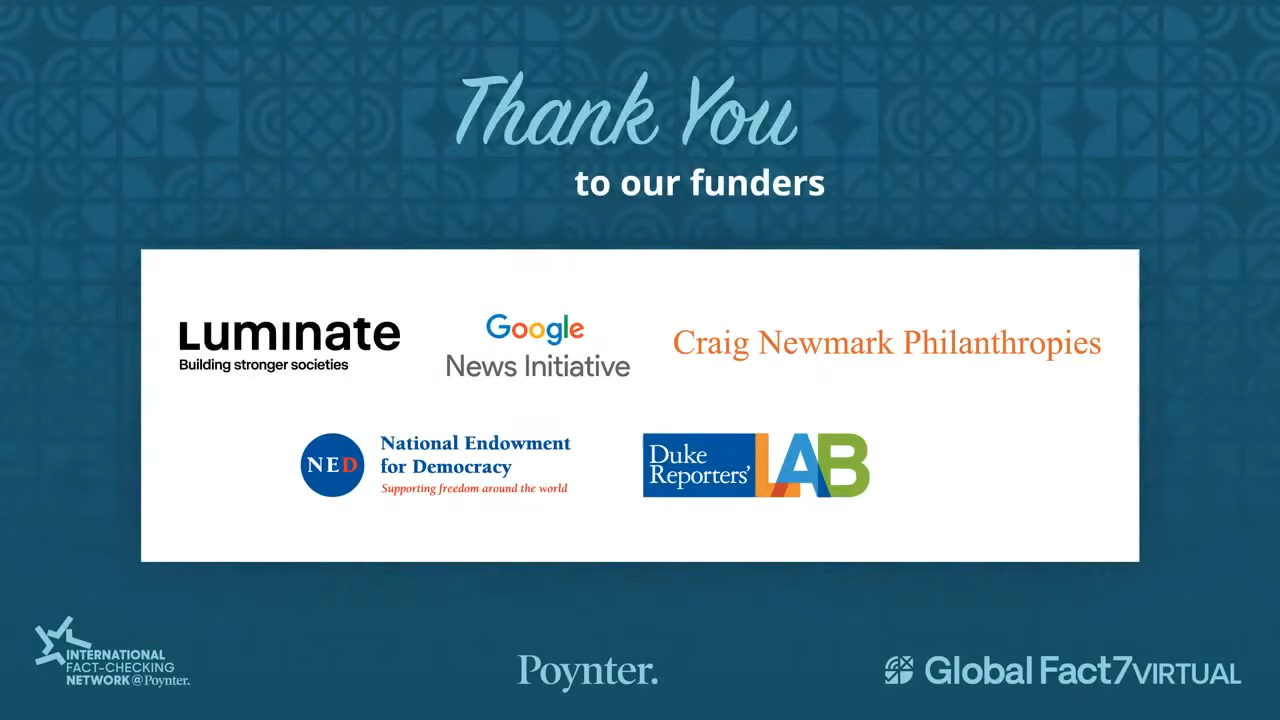 Thank You
to our funders
Luminate
Building stronger societies
Google
News Initiative
Craig Newmark Philanthropies
NED
National Endowment
for Democracy
Supporting freedom around the world
Duke
Reporters'
LAB
INTERNATIONAL
FACT-CHECKING
NETWORK@Poynter.
Poynter.
Global Fact7VIRTUAL